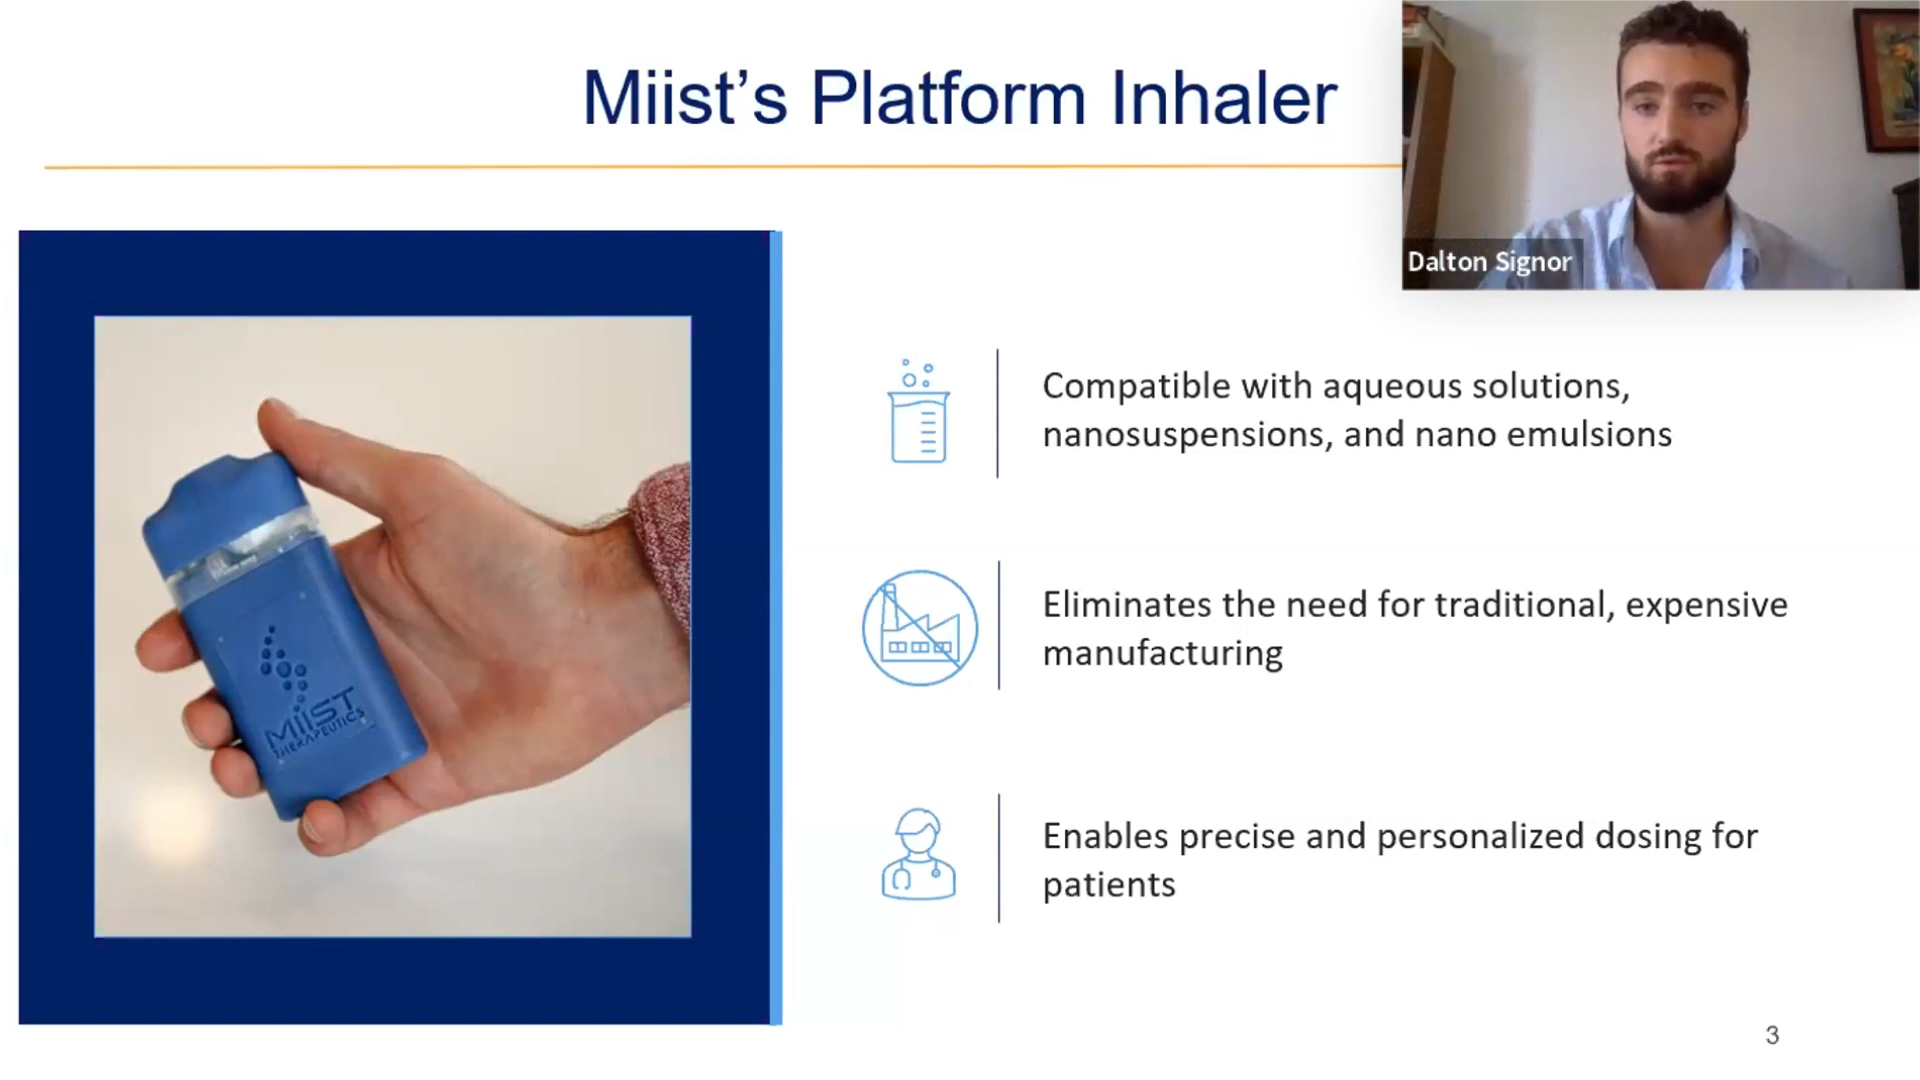 Miist's Platform Inhaler
Dalton Signor
Compatible with aqueous solutions,
nanosuspensions, and nano emulsions
Eliminates the need for traditional, expensive
manufacturing
Enables precise and personalized dosing for
patients
MiiST
THERAPEUTICS
3